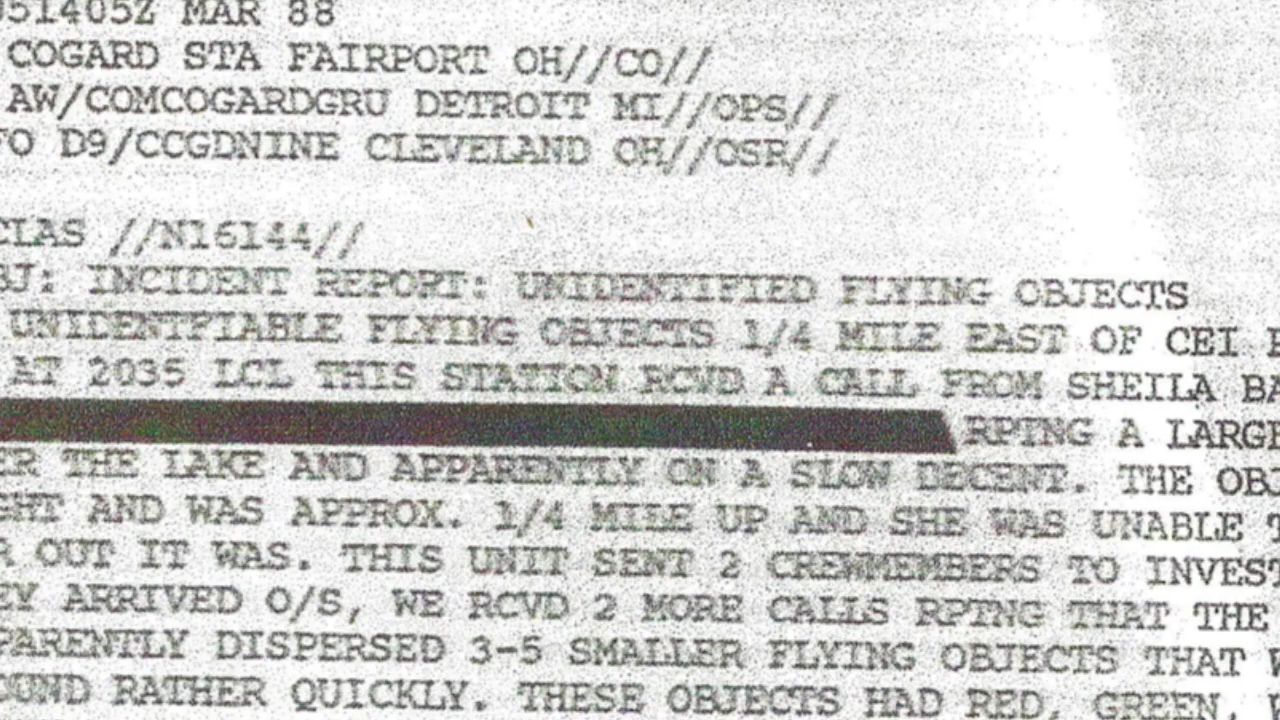 051405Z MAR 88
COGARD STA FAIRPORT OH//CO//
AW/COMCOGARDGRU DETROIT MI//OPS//
FO D9/CCGDNINE CLEVELAND OH//OSR//
CLAS //N16144//
BJ: INCIDENT REPORT: UNIDENTIFIED FLYING OBJECTS
UNIDENTFIABLE FLYING OBJECTS 1/4 MILE EAST OF CEI
AT 2035 LCL THIS STATION RCVD A CALL FROM SHEILA BA
RPTNG A LARGE
ER THE LAKE AND APPARENTLY ON A SLOW DECENT. THE OBJ
GHT AND WAS APPROX. 1/4 MILE UP AND SHE WAS UNABLE T
R OUT IT WAS. THIS UNIT SENT 2 CREWMEMBERS TO INVEST
EY ARRIVED O/S, WE RCVD 2 MORE CALLS RPTNG THAT THE
PARENTLY DISPERSED 3-5 SMALLER FLYING OBJECTS THAT W
OUND RATHER QUICKLY. THESE OBJECTS HAD RED, GREEN, W